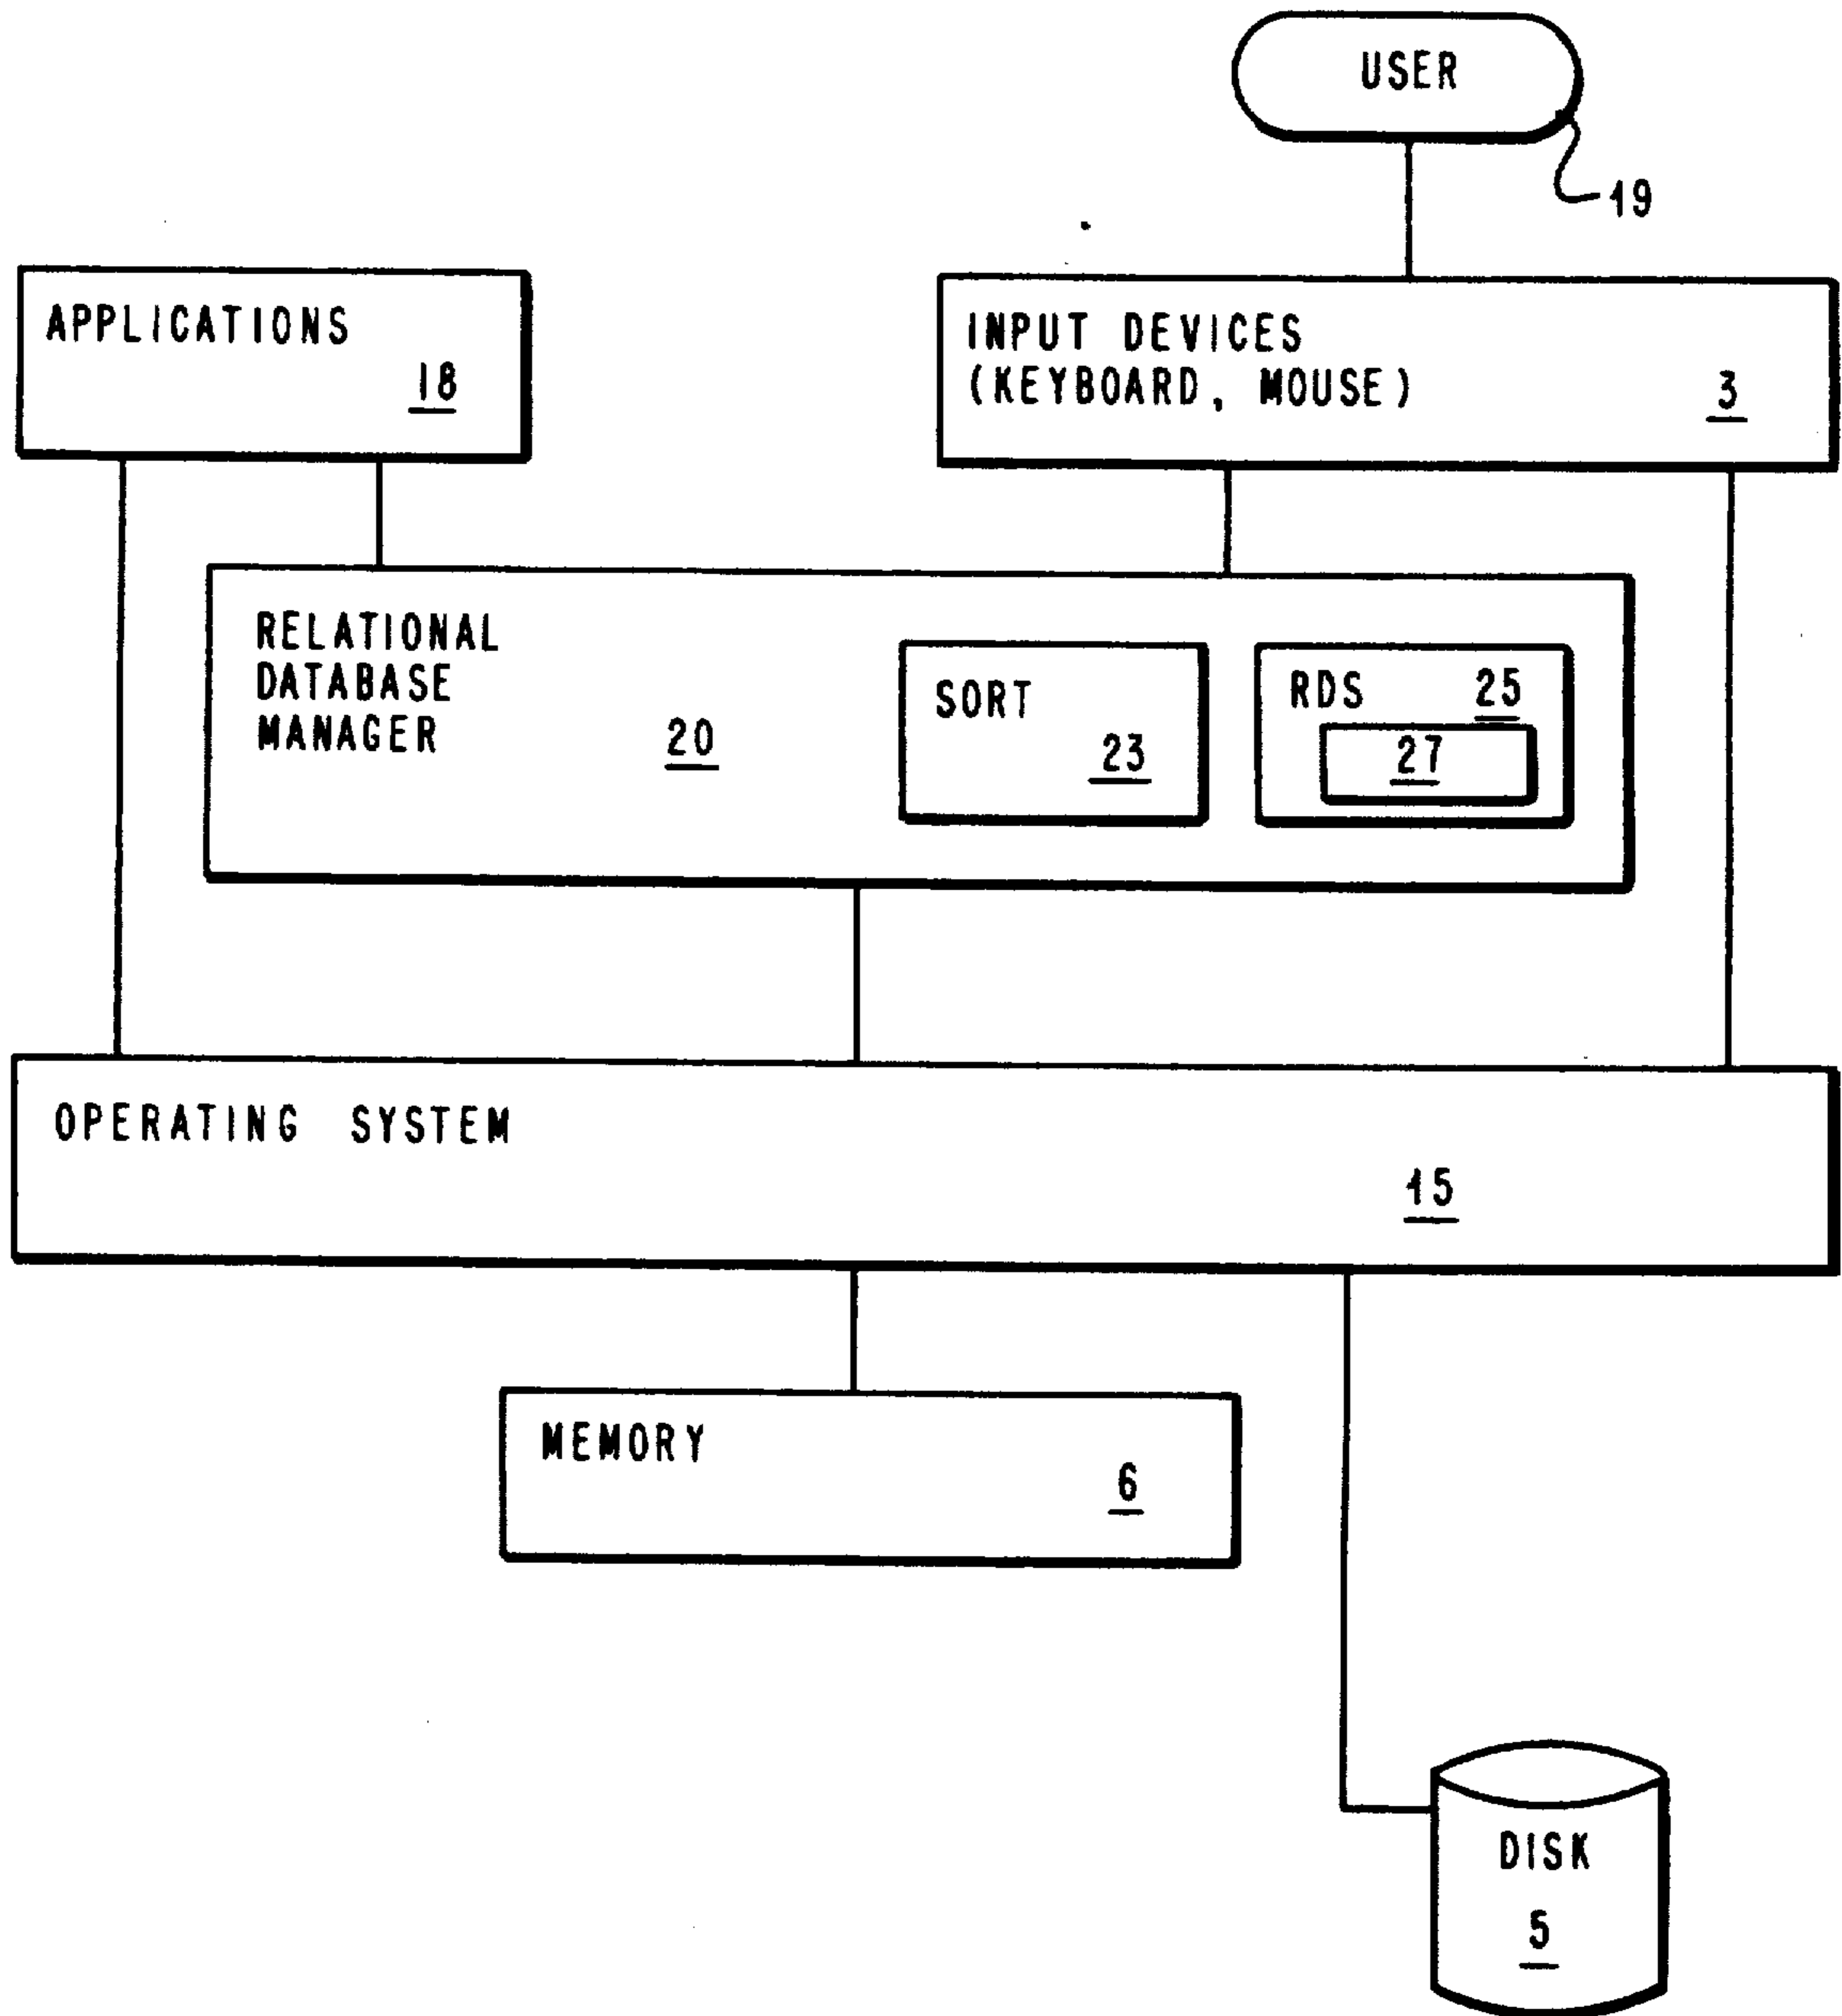 USER
19
APPLICATIONS
18
INPUT DEVICES
(KEYBOARD, MOUSE)
3
RELATIONAL
DATABASE
MANAGER
20
SORT
23
RDS 25
27
OPERATING SYSTEM
15
MEMORY
6
DISK
5